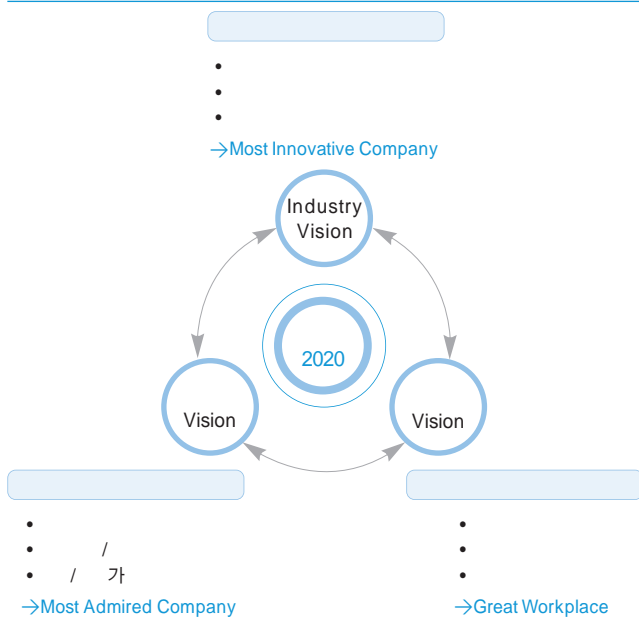 •
•
•
→Most Innovative Company
Industry
Vision
2020
Vision
Vision
•
• /
• / 가
→Most Admired Company
•
•
•
→Great Workplace